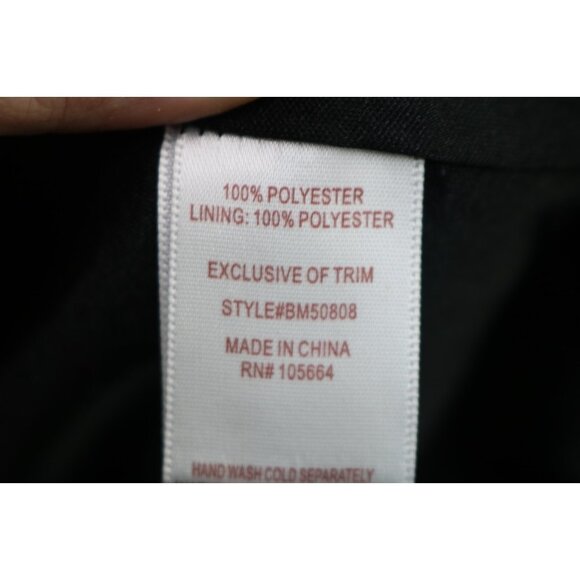 100% POLYESTER
LINING: 100% POLYESTER
EXCLUSIVE OF TRIM
STYLE#BM50808
MADE IN CHINA
RN# 105664
HAND WASH COLD SEPARATELY